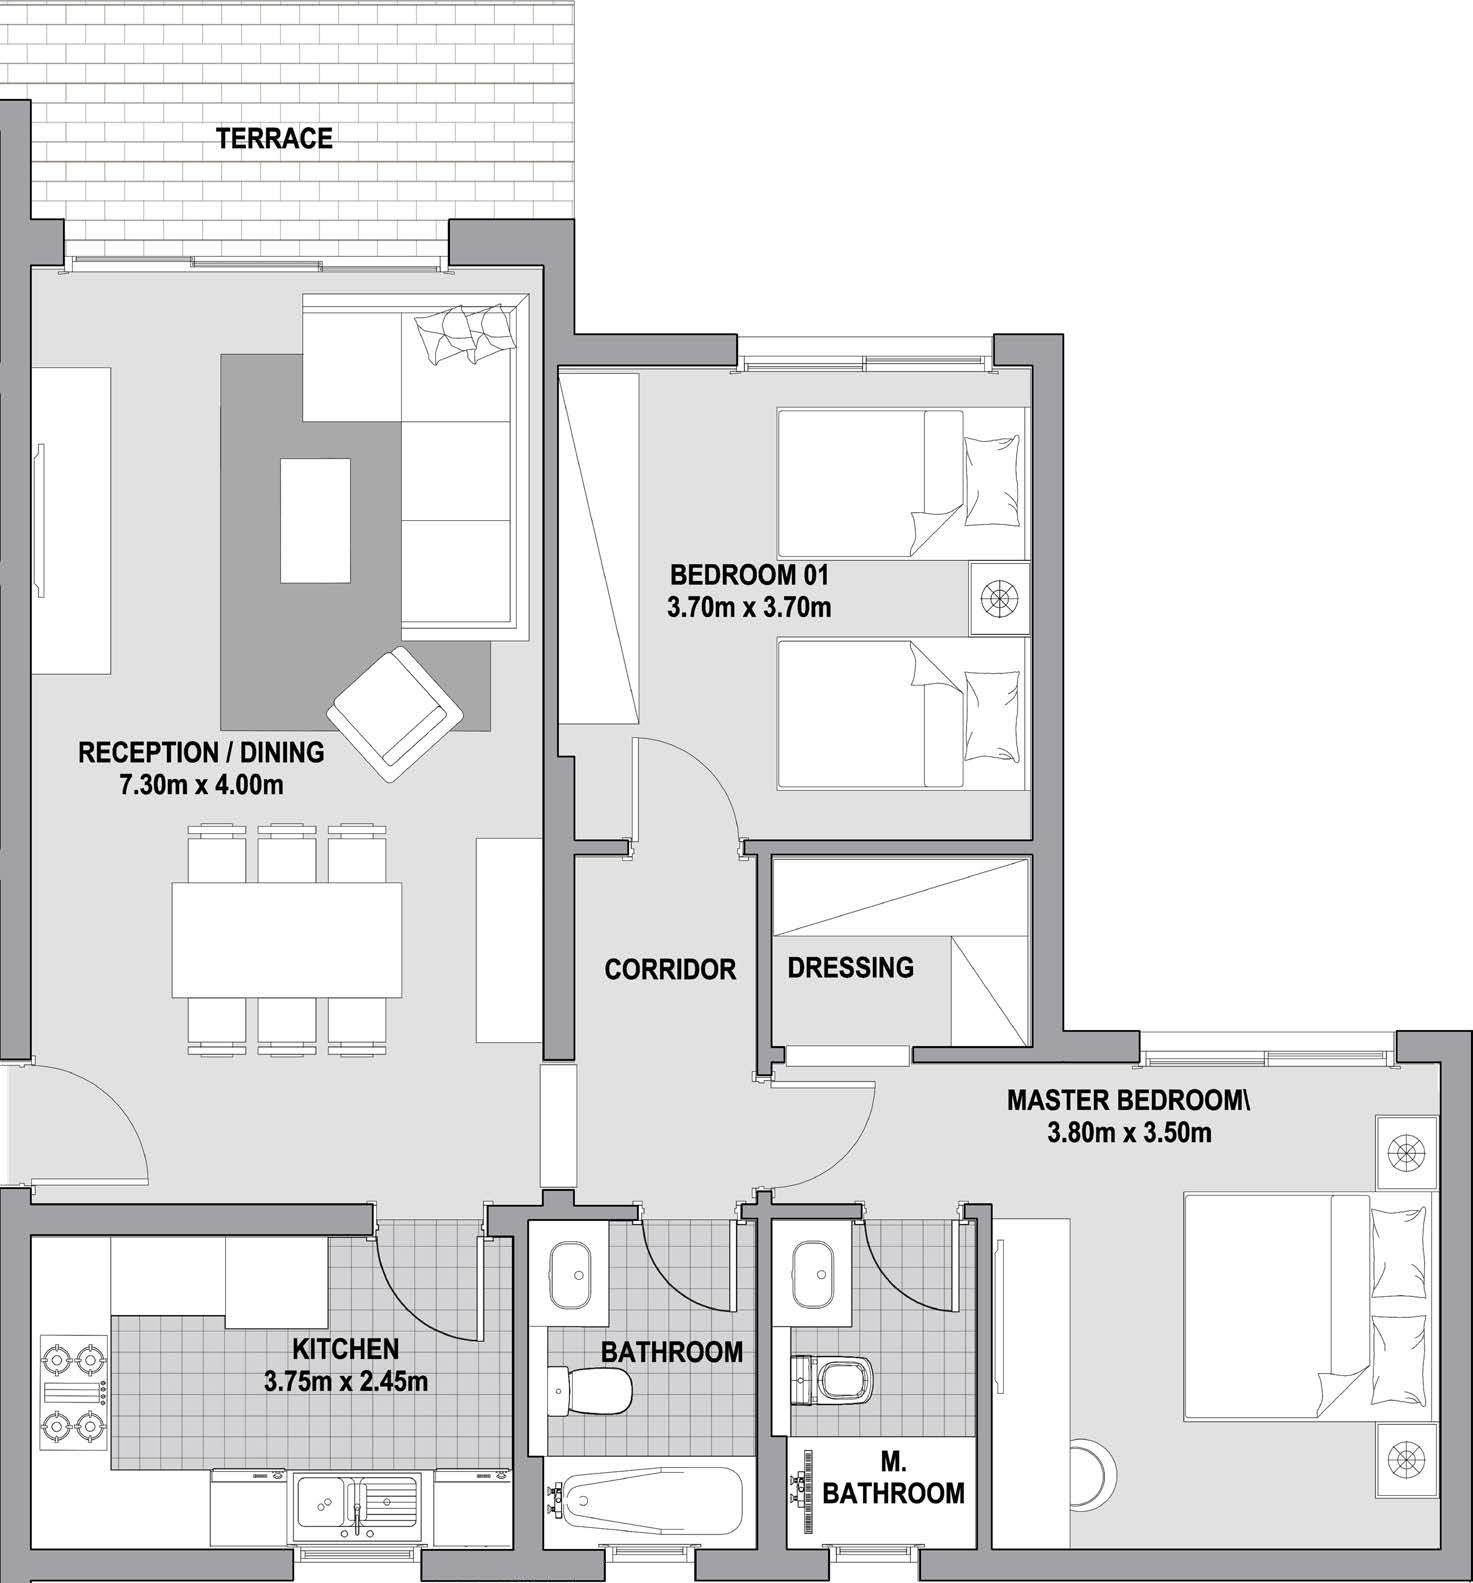 TERRACE
BEDROOM 01
3.70m x 3.70m
RECEPTION / DINING
7.30m x 4.00m
CORRIDOR
DRESSING
MASTER BEDROOM\
3.80m x 3.50m
KITCHEN
3.75m x 2.45m
BATHROOM
M.
BATHROOM